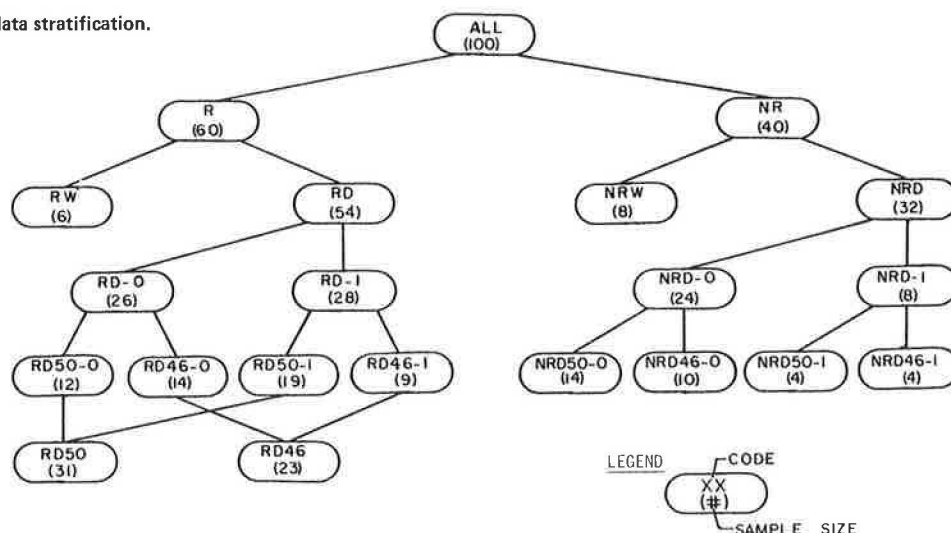 data stratification.
ALL
(100)
R
(60)
NR
(40)
RW
(6)
RD
(54)
NRW
(8)
NRD
(32)
RD-0
(26)
RD-1
(28)
NRD-0
(24)
NRD-1
(8)
RD50-0
(12)
RD46-0
(14)
RD50-1
(19)
RD46-1
(9)
NRD50-0
(14)
NRD46-0
(10)
NRD50-1
(4)
NRD46-1
(4)
RD50
(31)
RD46
(23)
LEGEND
CODE
XX
(#)
SAMPLE SIZE